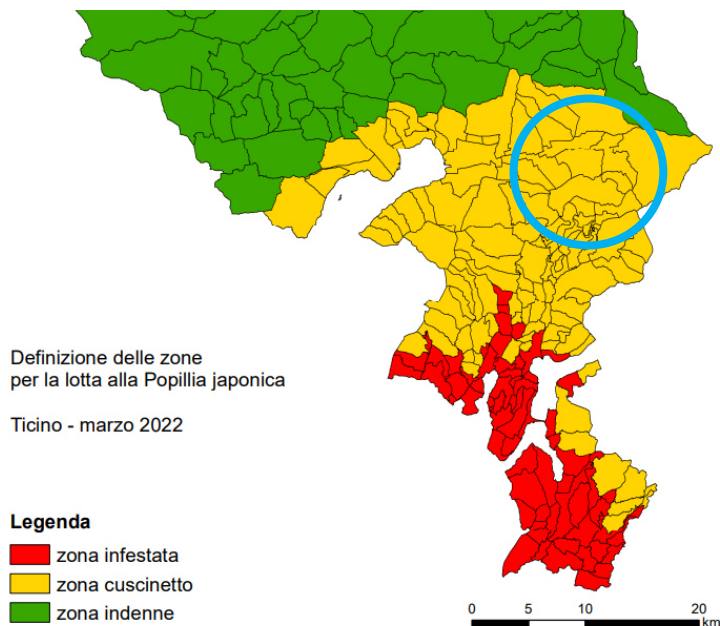 Definizione delle zone
per la lotta alla Popillia japonica
Ticino - marzo 2022
Legenda
zona infestata
zona cuscinetto
zona indenne
0 5 10 20
km